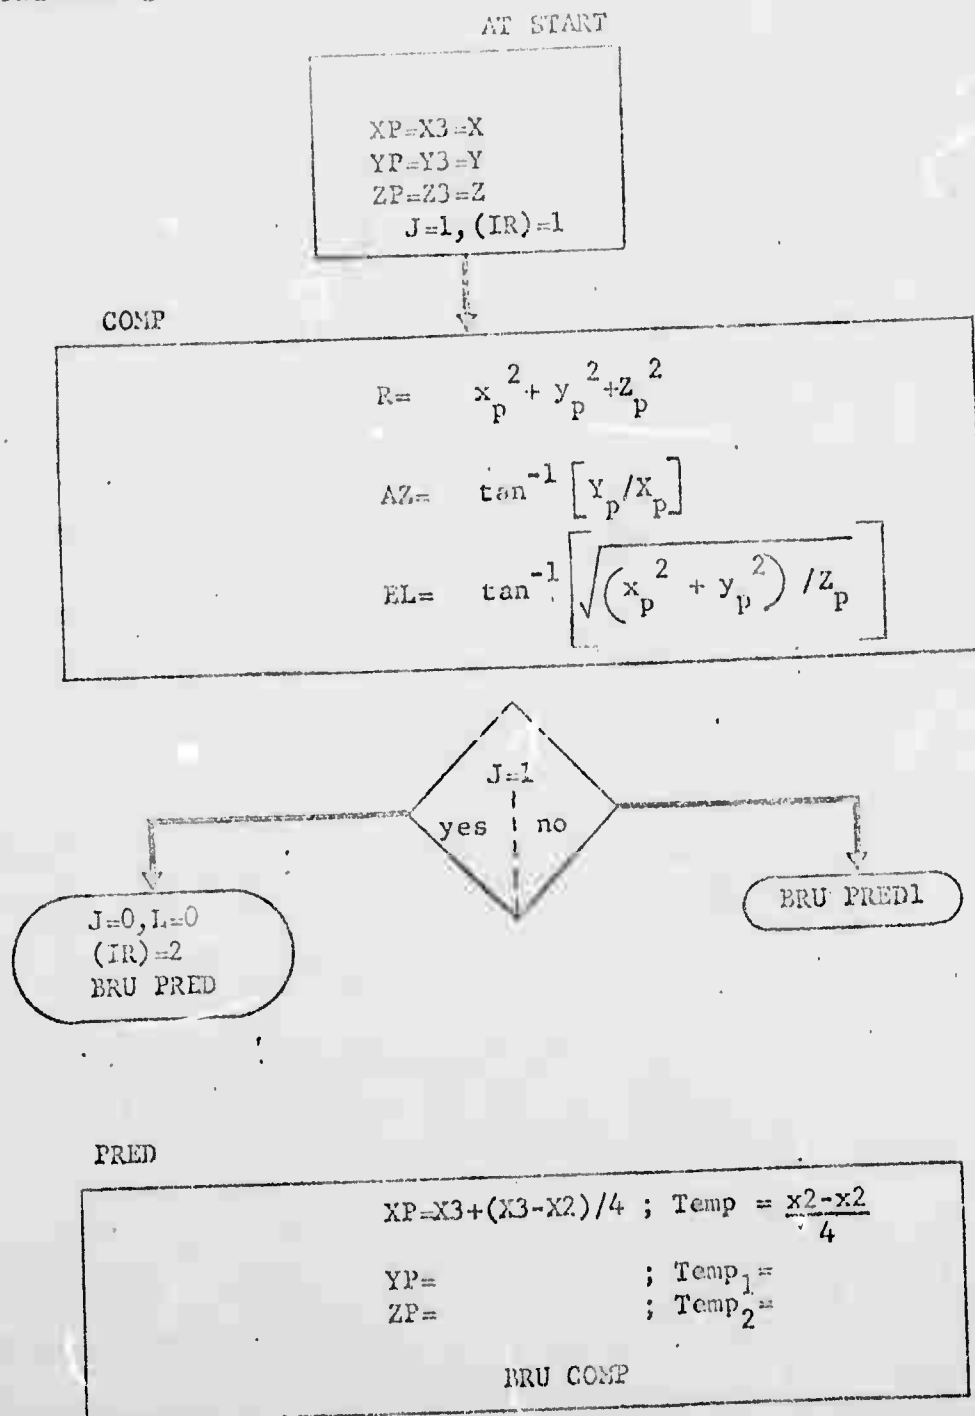 AT START
XP=X3=X
YP=Y3=Y
ZP=Z3=Z
J=1,(IR)=1
COMP
R= x_p^2 + y_p^2 + Z_p^2
AZ= tan^-1 [Y_p/X_p]
EL= tan^-1 [√(x_p^2 + y_p^2) /Z_p]
J=1
yes no
J=0,L=0
(IR)=2
BRU PRED
BRU PRED1
PRED
XP=X3+(X3-X2)/4 ; Temp = x2-x2
4
YP= ; Temp_1=
ZP= ; Temp_2=
BRU COMP